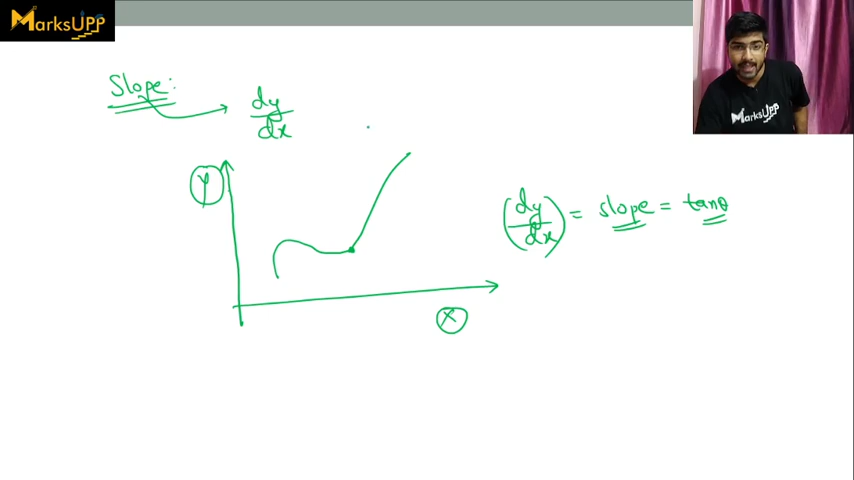 MarksUPP
Slope:
dy
dx
Y
X
(dy/dx) = slope = tanθ
MarksUPP